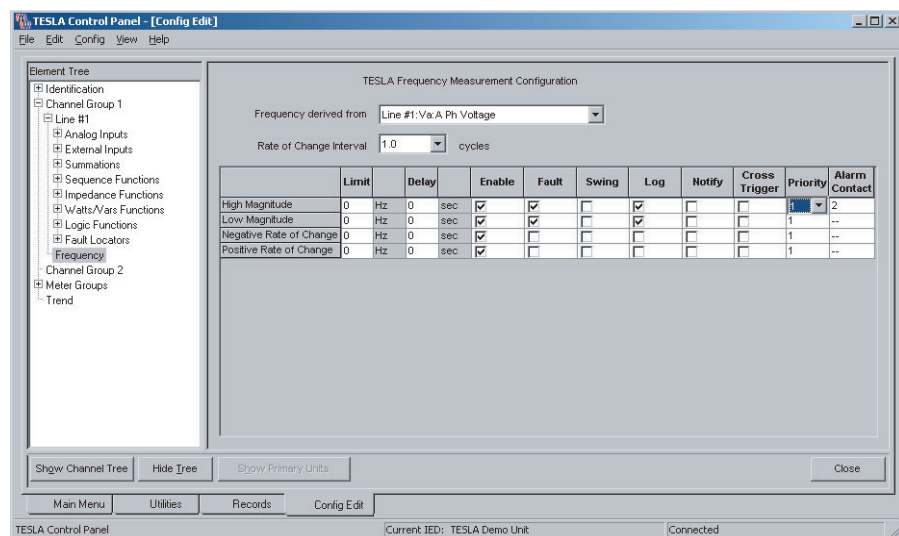 TESLA Control Panel - [Config Edit]
File Edit Config View Help
Element Tree
Identification
Channel Group 1
Line #1
Analog Inputs
External Inputs
Summations
Sequence Functions
Impedance Functions
Watts/Vars Functions
Logic Functions
Fault Locators
Frequency
Channel Group 2
Meter Groups
Trend
TESLA Frequency Measurement Configuration
Frequency derived from Line #1:Va:A Ph Voltage
Rate of Change Interval 1.0 cycles
Limit Delay Enable Fault Swing Log Notify Cross Trigger Priority Alarm Contact
High Magnitude 0 Hz 0 sec 1 2
Low Magnitude 0 Hz 0 sec 1 --
Negative Rate of Change 0 Hz 0 sec 1 --
Positive Rate of Change 0 Hz 0 sec 1 --
Show Channel Tree Hide Tree Show Primary Units Close
Main Menu Utilities Records Config Edit
TESLA Control Panel Current IED: TESLA Demo Unit Connected